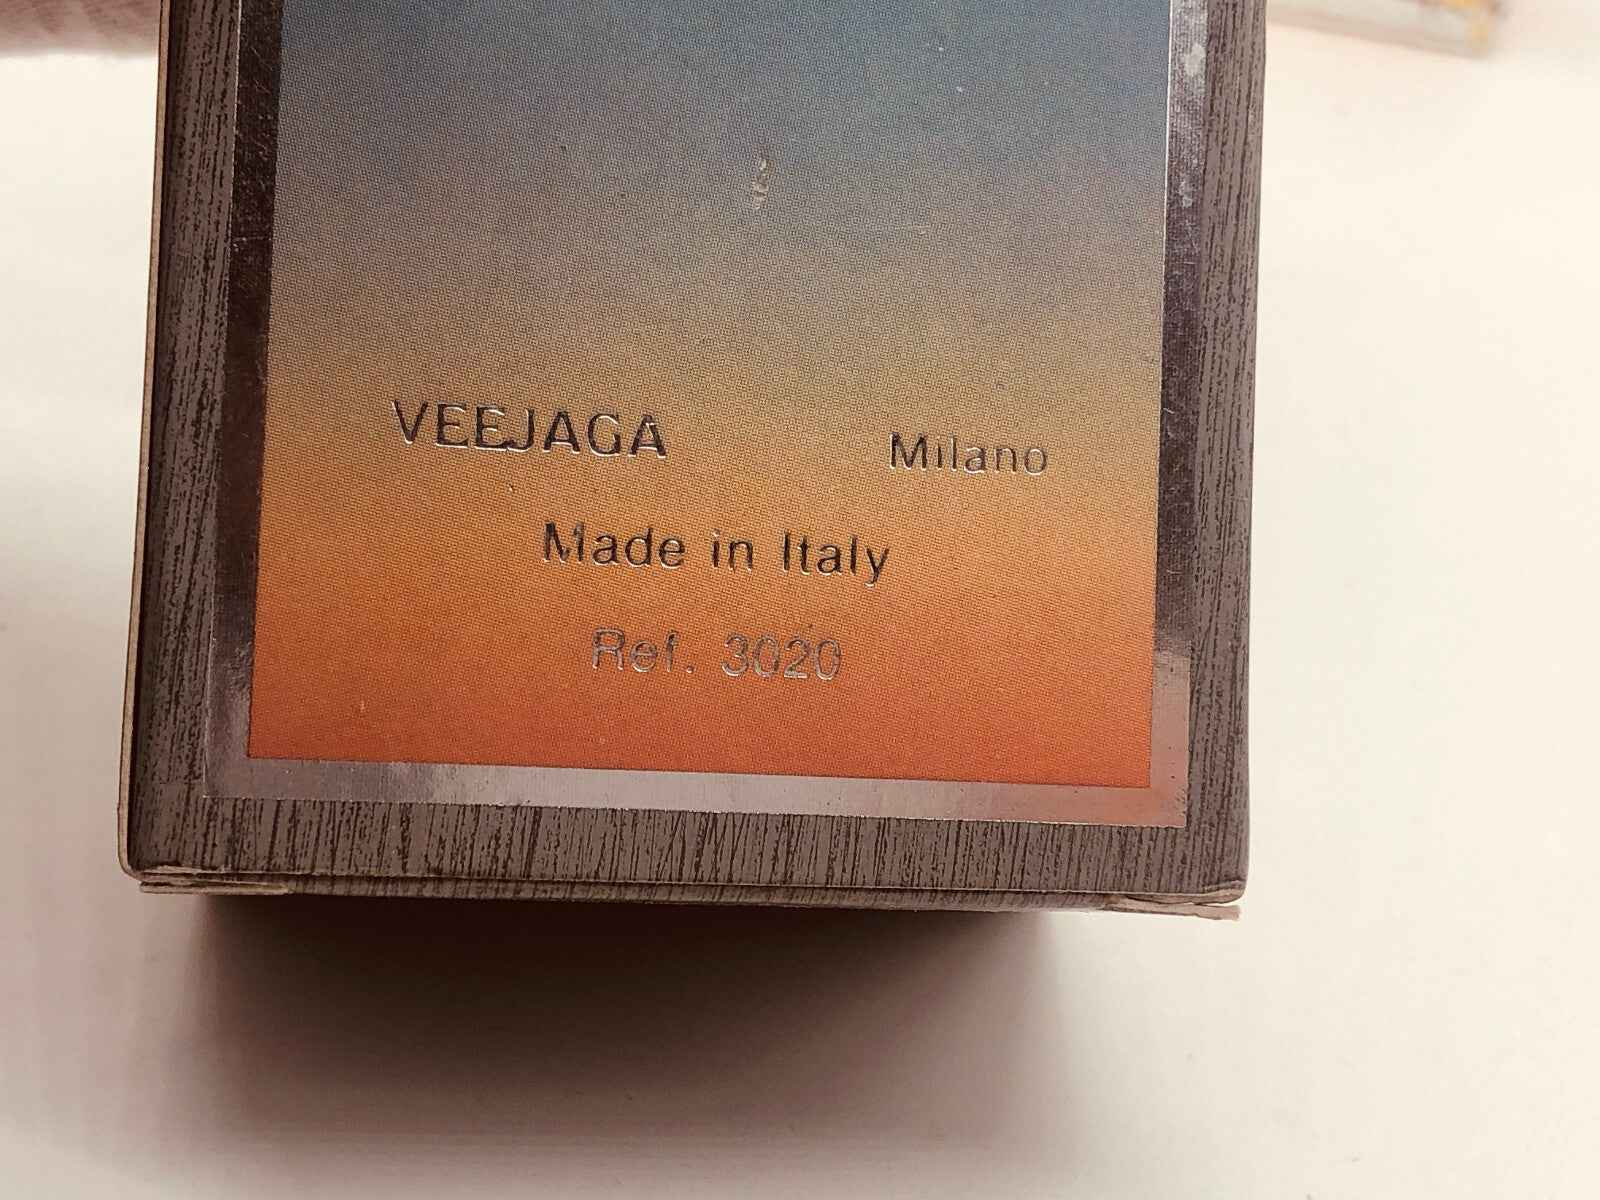 VEEJAGA Milano
Made in Italy
Ref. 3020